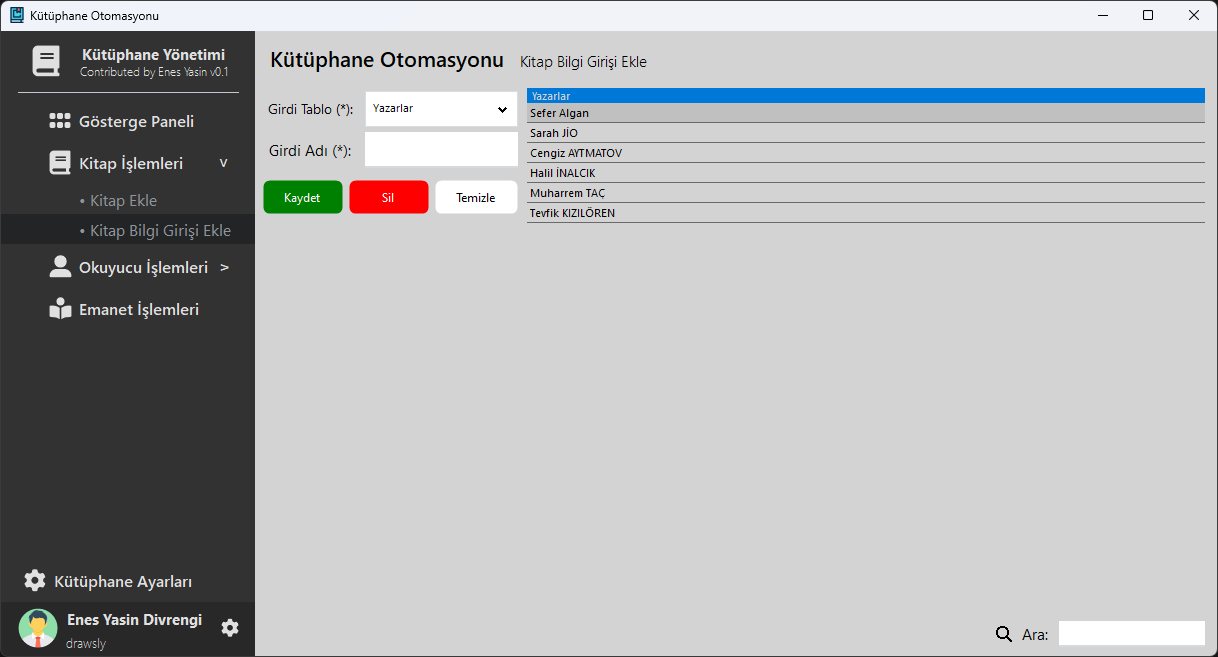 Kütüphane Otomasyonu
Kütüphane Yönetimi
Contributed by Enes Yasin v0.1
Gösterge Paneli
Kitap İşlemleri v
• Kitap Ekle
• Kitap Bilgi Girişi Ekle
Okuyucu İşlemleri >
Emanet İşlemleri
Kütüphane Ayarları
Enes Yasin Divrengi
drawsly
Kütüphane Otomasyonu Kitap Bilgi Girişi Ekle
Girdi Tablo (*): Yazarlar
Girdi Adı (*):
Kaydet Sil Temizle
Yazarlar
Sefer Algan
Sarah JİO
Cengiz AYTMATOV
Halil İNALCIK
Muharrem TAÇ
Tevfik KIZILÖREN
Ara: